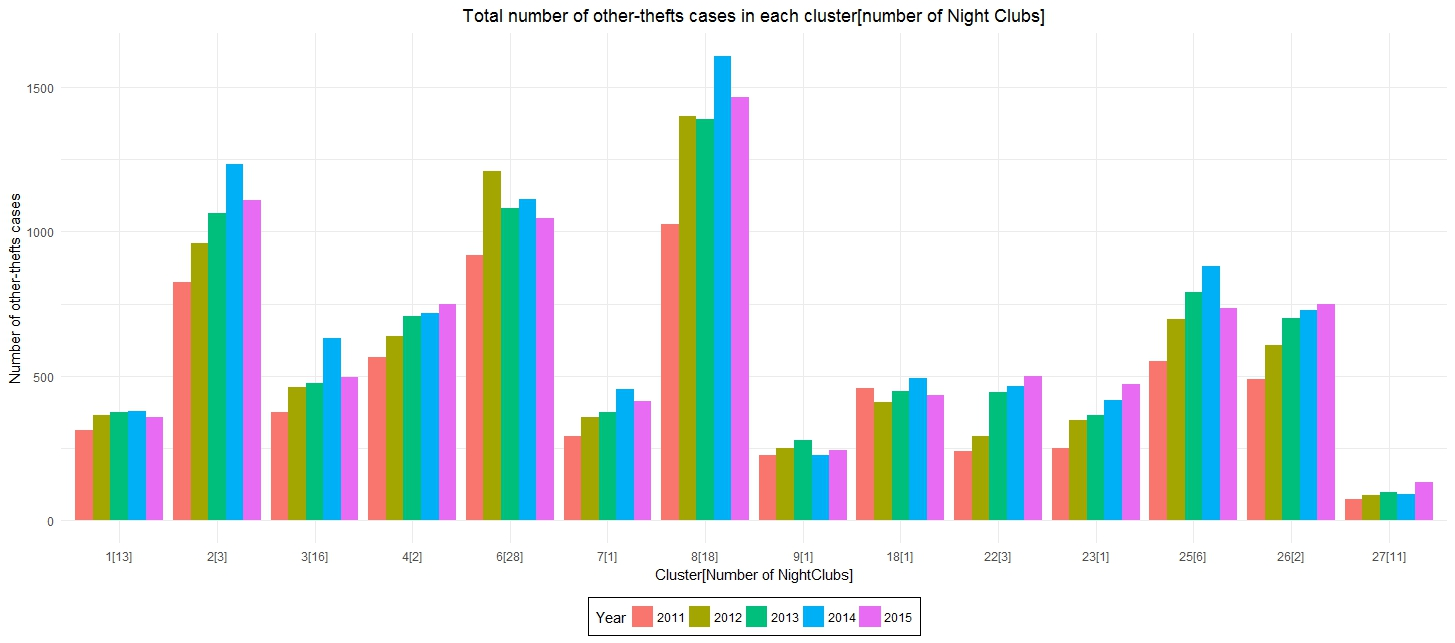 Total number of other-thefts cases in each cluster[number of Night Clubs]
Number of other-thefts cases
1500
1000
500
0
1[13] 2[3] 3[16] 4[2] 6[28] 7[1] 8[18] 9[1] 18[1] 22[3] 23[1] 25[6] 26[2] 27[11]
Cluster[Number of NightClubs]
Year 2011 2012 2013 2014 2015